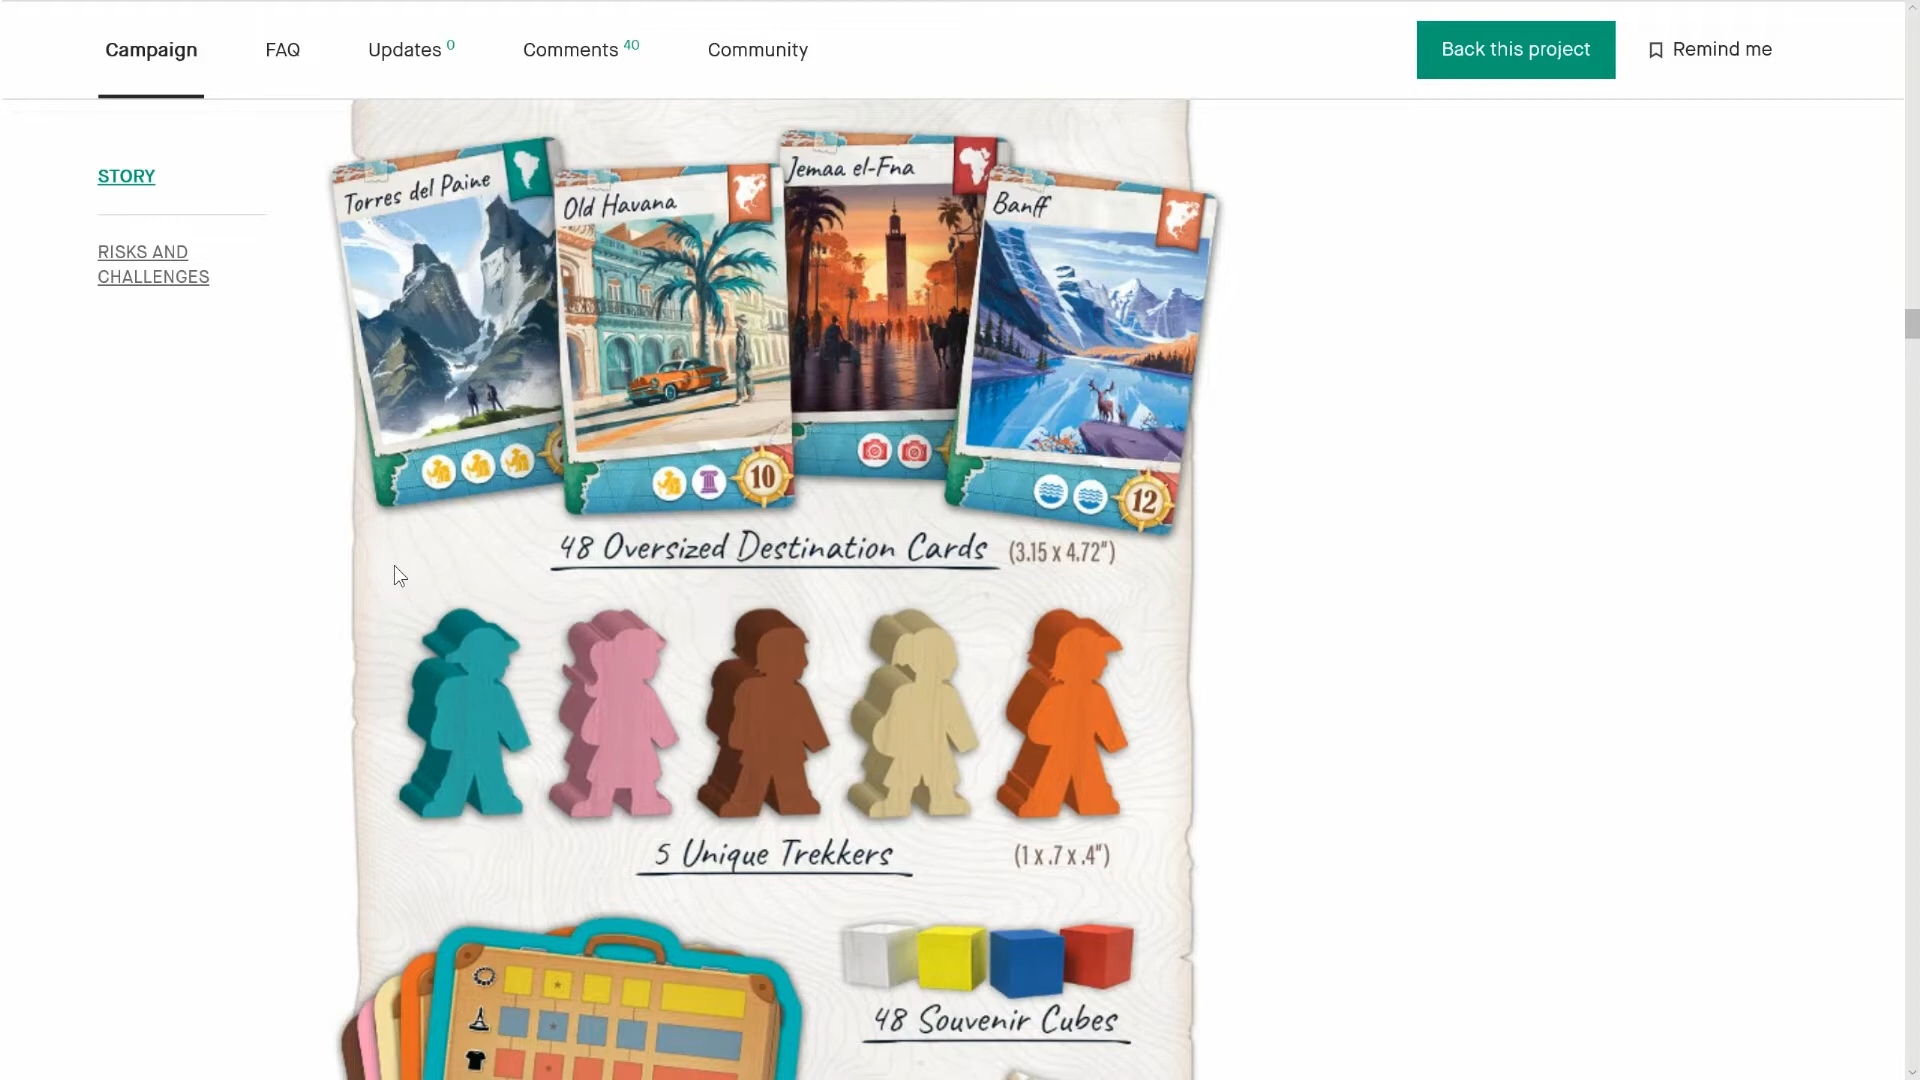 Campaign
FAQ
Updates 0
Comments 40
Community
Back this project
Remind me
STORY
RISKS AND
CHALLENGES
Torres del Paine
Old Havana
10
Jemaa el-Fna
Banff
12
48 Oversized Destination Cards (3.15 x 4.72")
5 Unique Trekkers (1 x .7 x .4")
48 Souvenir Cubes